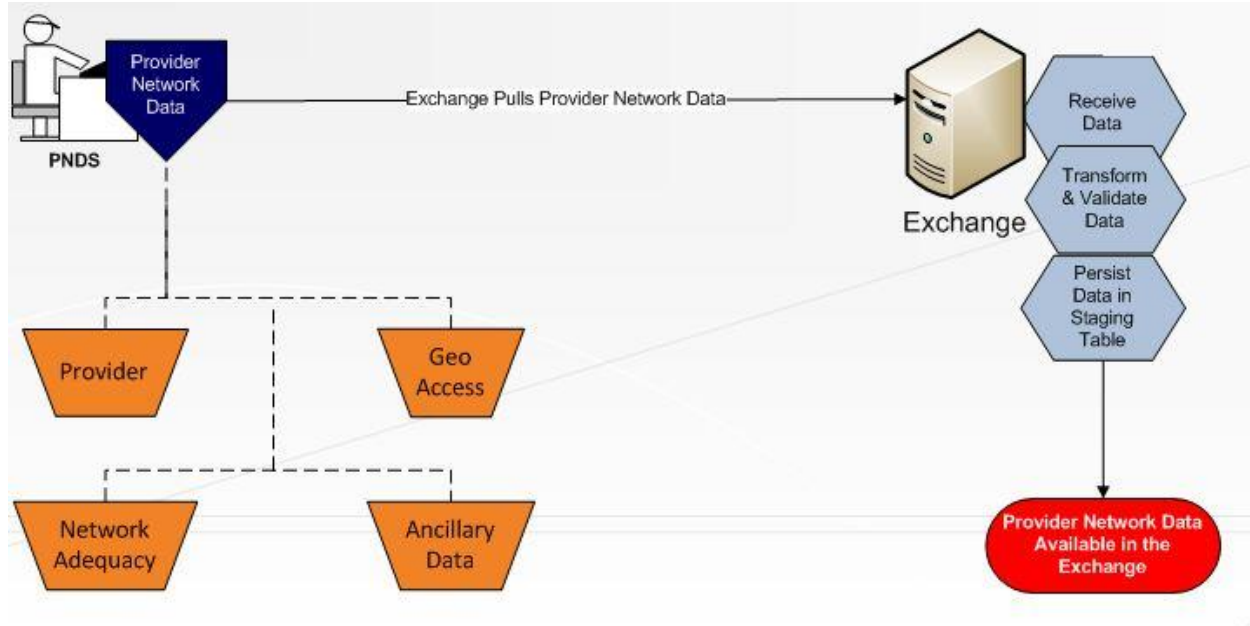 Provider
Network
Data
PNDS
Exchange Pulls Provider Network Data
Exchange
Receive
Data
Transform
& Validate
Data
Persist
Data in
Staging
Table
Provider
Geo
Access
Network
Adequacy
Ancillary
Data
Provider Network Data
Available in the
Exchange